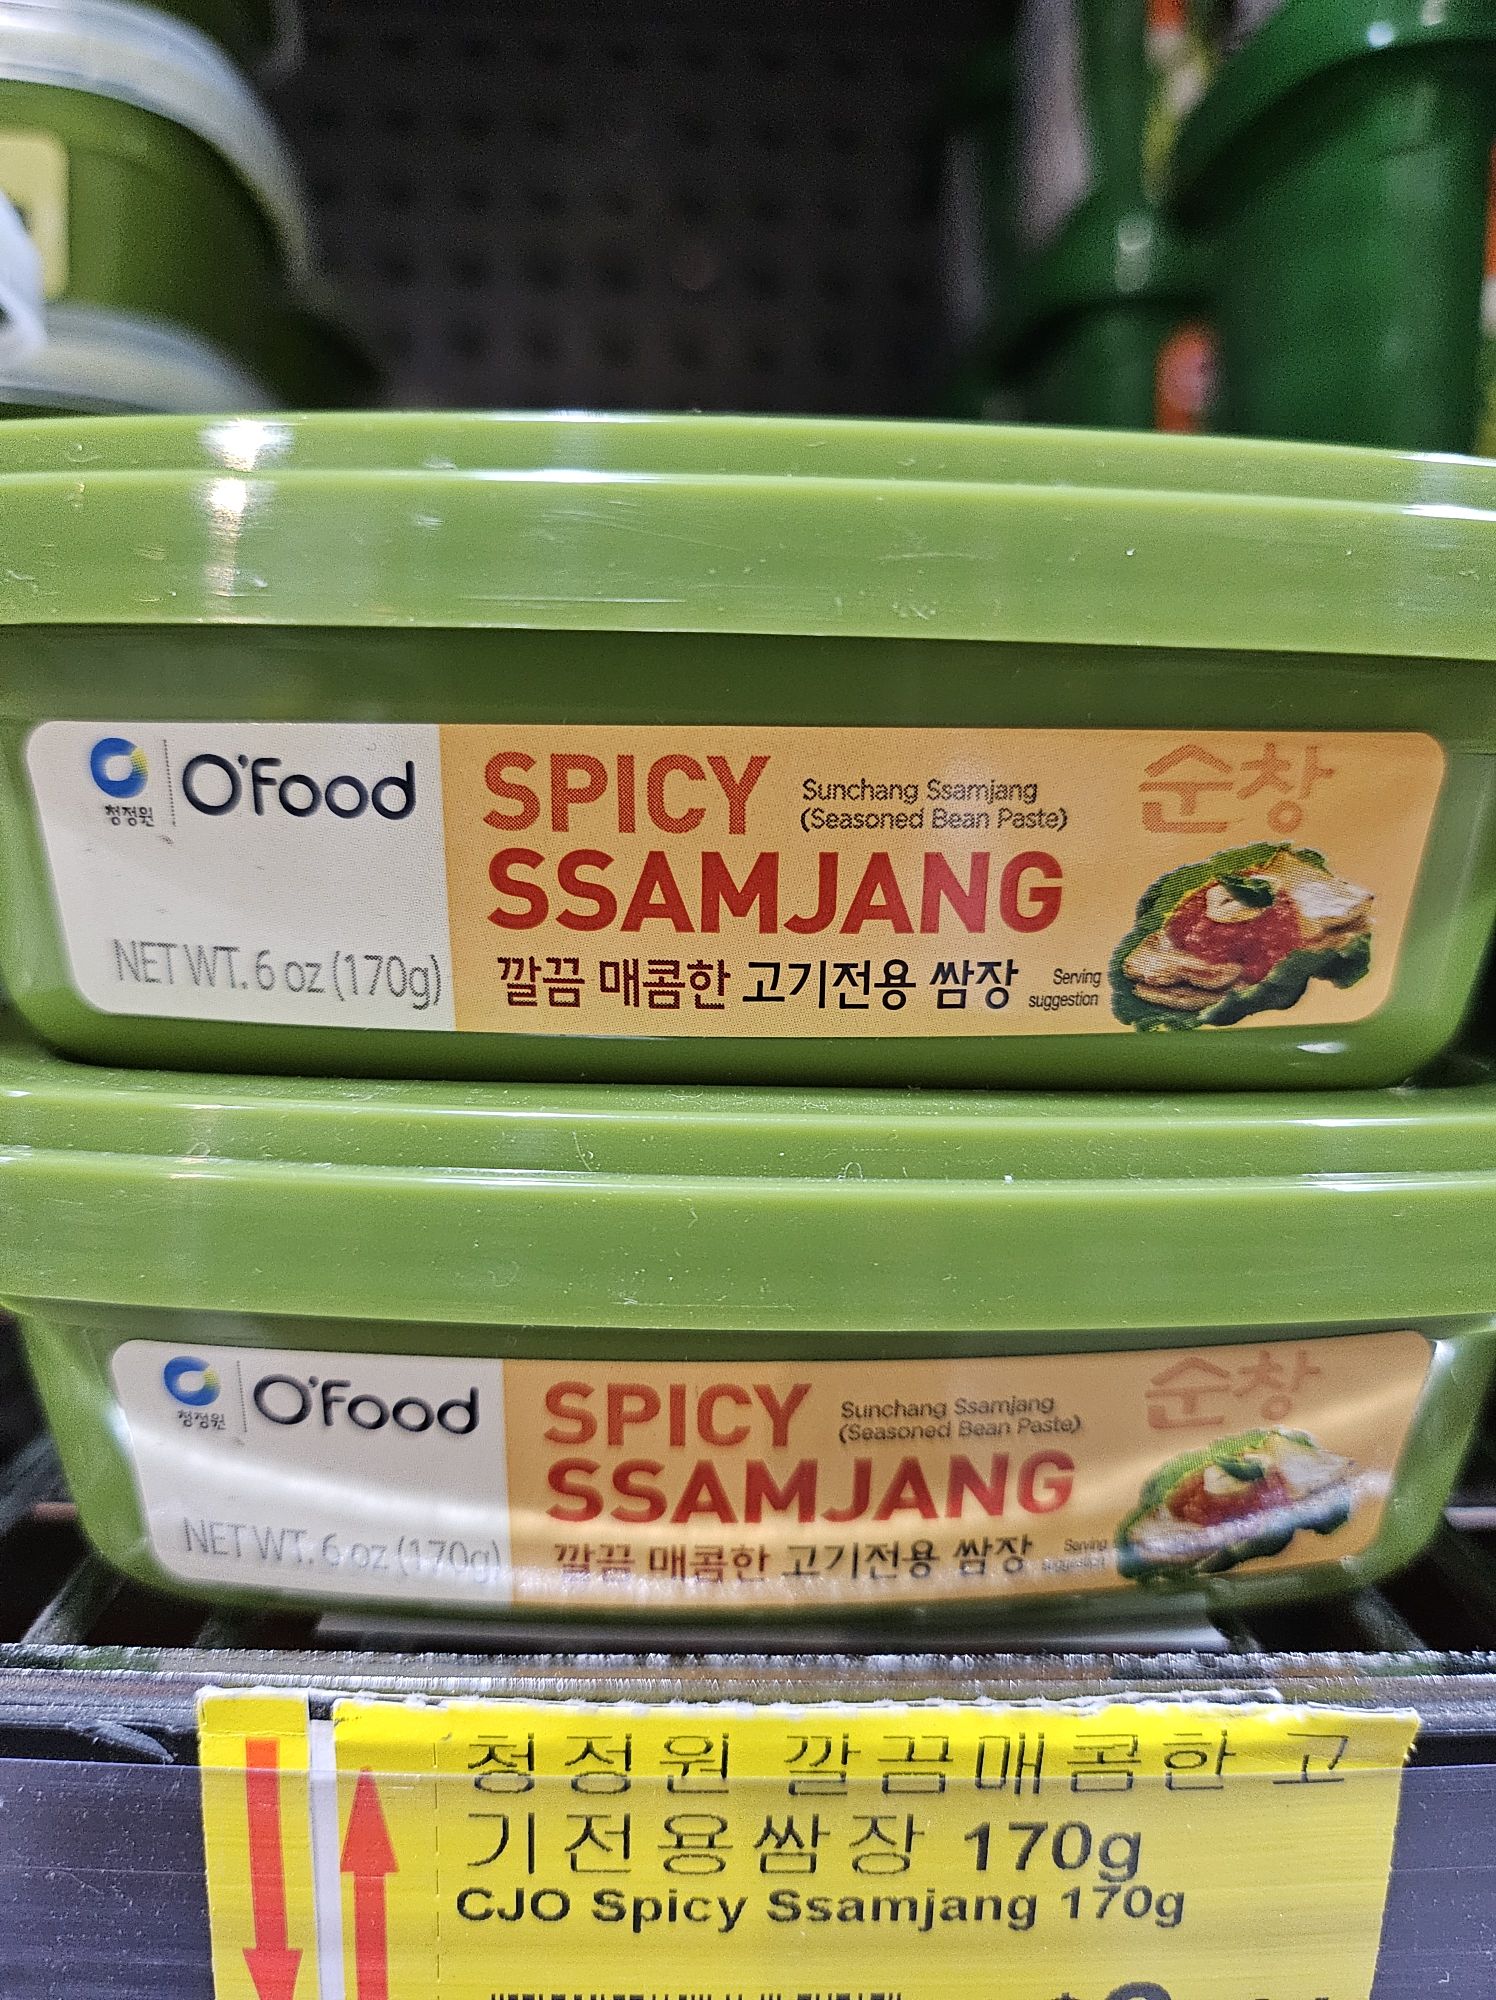 청정원
O'Food
NET WT. 6 oz (170g)
SPICY
SSAMJANG
Sunchang Ssamjang
(Seasoned Bean Paste)
깔끔 매콤한 고기전용 쌈장
Serving
suggestion
순창
청정원
O'Food
NET WT. 6 oz (170g)
SPICY
SSAMJANG
Sunchang Ssamjang
(Seasoned Bean Paste)
깔끔 매콤한 고기전용 쌈장
Serving
suggestion
순창
청정원 깔끔매콤한 고
기전용쌈장 170g
CJO Spicy Ssamjang 170g